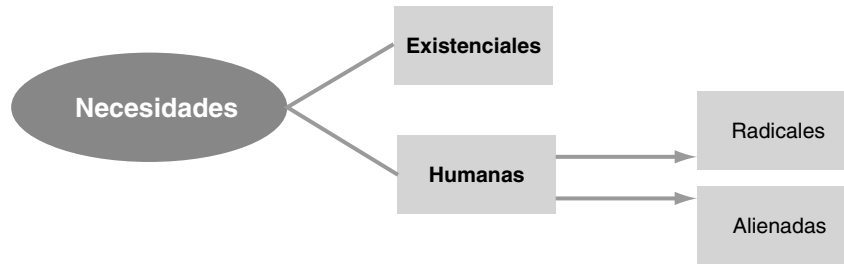 Necesidades
Existenciales
Humanas
Radicales
Alienadas